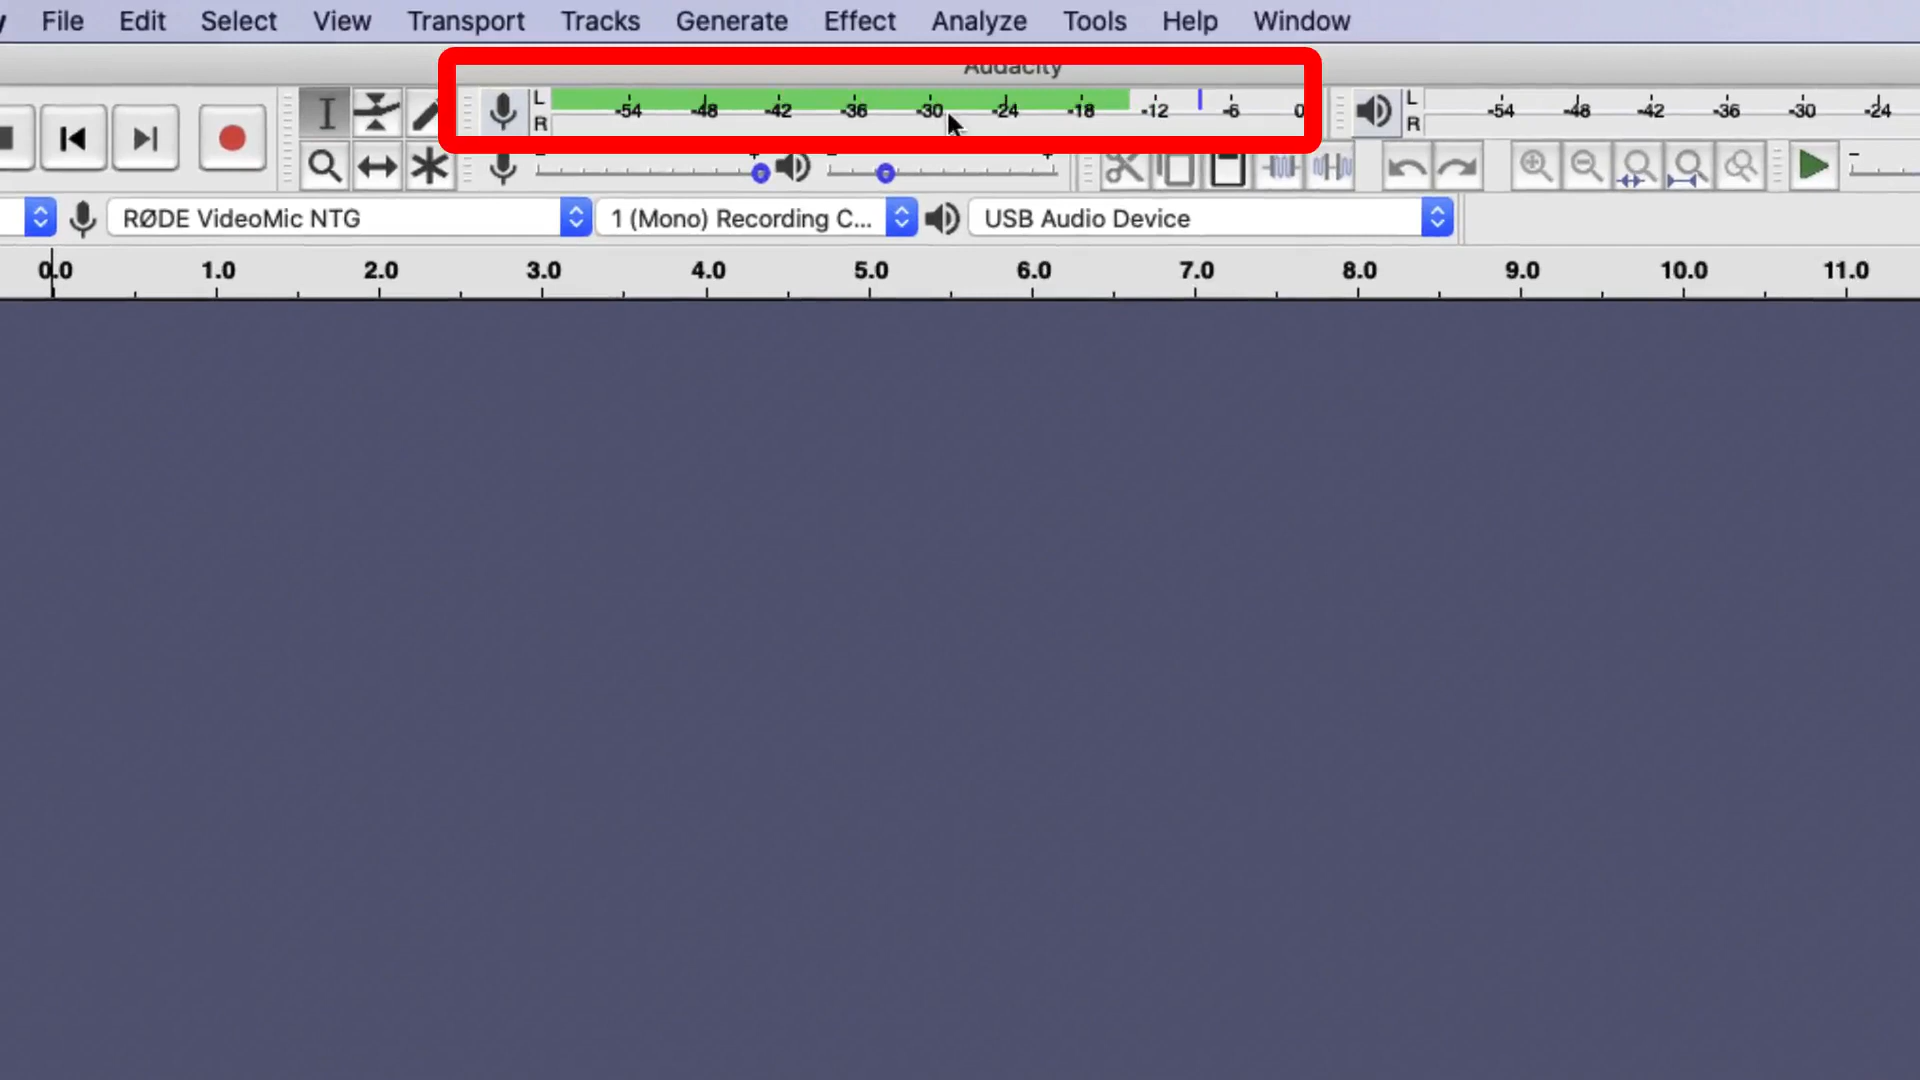 File Edit Select View Transport Tracks Generate Effect Analyze Tools Help Window
Audacity
L -54 -48 -42 -36 -30 -24 -18 -12 -6 0 L -54 -48 -42 -36 -30 -24
R R
RØDE VideoMic NTG 1 (Mono) Recording C... USB Audio Device
0.0 1.0 2.0 3.0 4.0 5.0 6.0 7.0 8.0 9.0 10.0 11.0